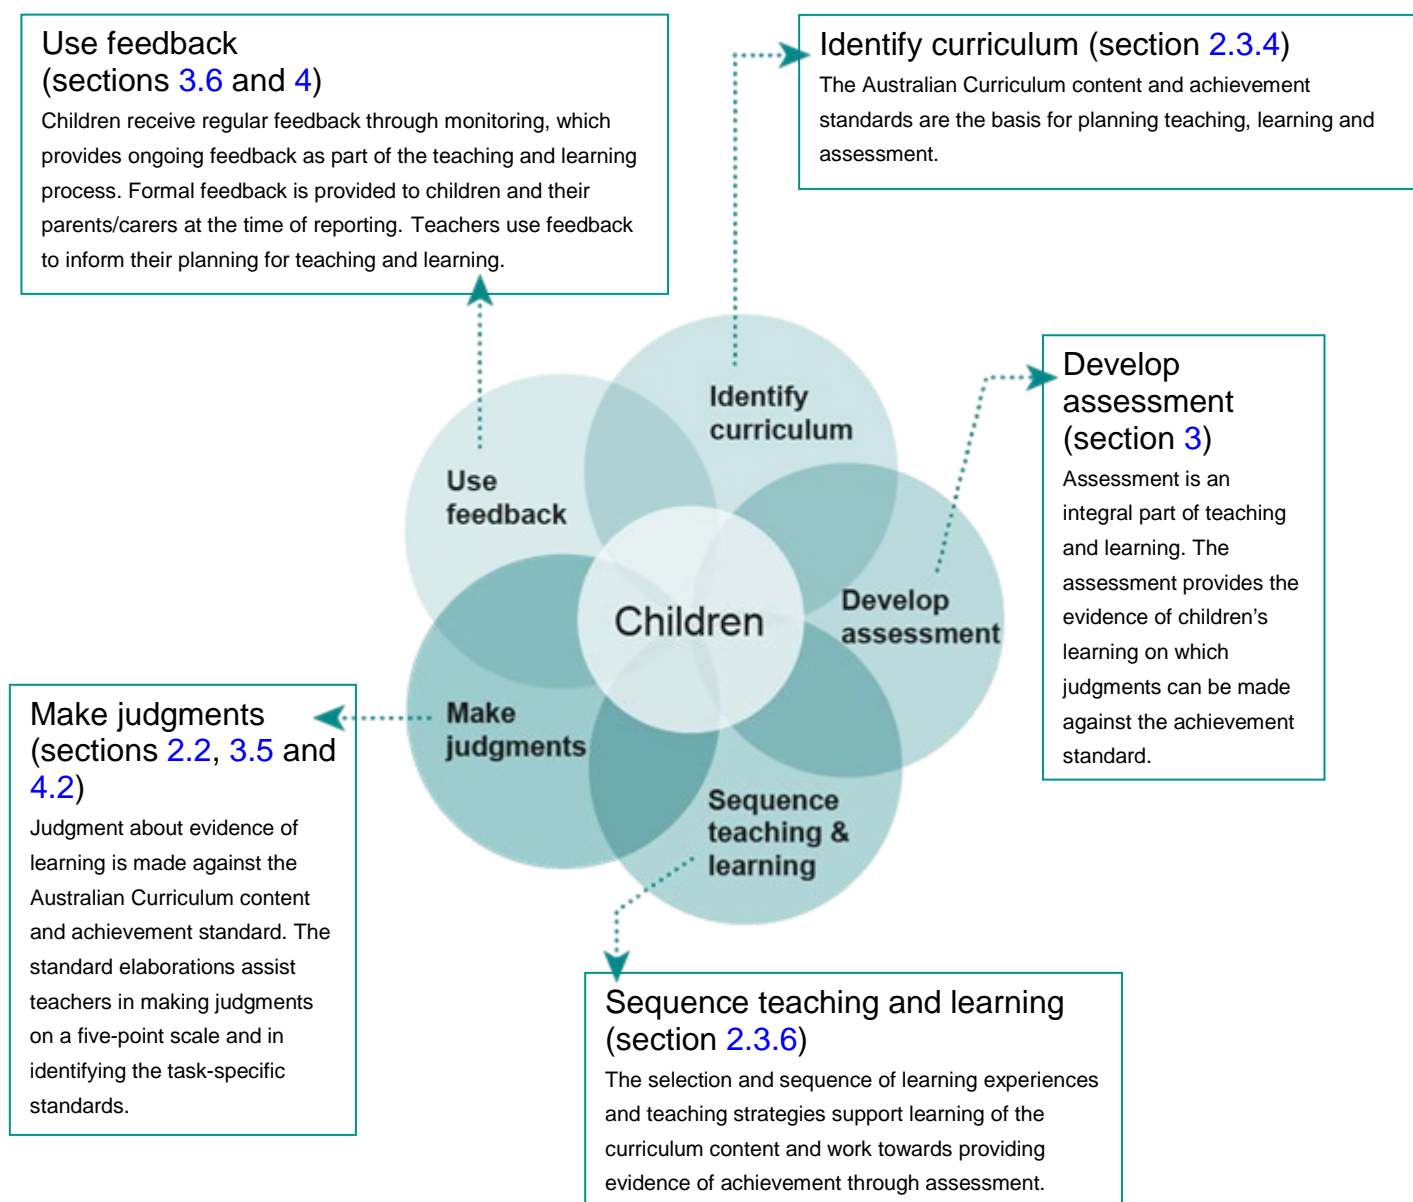 Use feedback
(sections 3.6 and 4)
Children receive regular feedback through monitoring, which
provides ongoing feedback as part of the teaching and learning
process. Formal feedback is provided to children and their
parents/carers at the time of reporting. Teachers use feedback
to inform their planning for teaching and learning.
Identify curriculum (section 2.3.4)
The Australian Curriculum content and achievement
standards are the basis for planning teaching, learning and
assessment.
Develop
assessment
(section 3)
Assessment is an
integral part of teaching
and learning. The
assessment provides the
evidence of children’s
learning on which
judgments can be made
against the achievement
standard.
Identify
curriculum
Use
feedback
Children
Develop
assessment
Make
judgments
Sequence
teaching &
learning
Make judgments
(sections 2.2, 3.5 and
4.2)
Judgment about evidence of
learning is made against the
Australian Curriculum content
and achievement standard. The
standard elaborations assist
teachers in making judgments
on a five-point scale and in
identifying the task-specific
standards.
Sequence teaching and learning
(section 2.3.6)
The selection and sequence of learning experiences
and teaching strategies support learning of the
curriculum content and work towards providing
evidence of achievement through assessment.